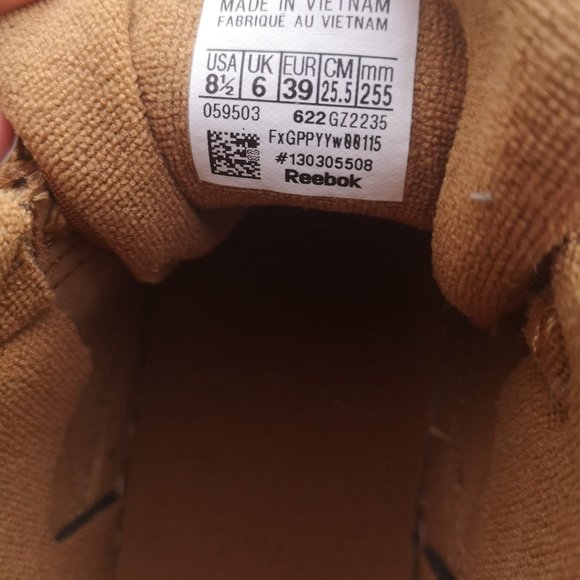 MADE IN VIETNAM
FABRIQUÉ AU VIETNAM
USA UK EUR CM mm
8½ 6 39 25.5 255
059503 622 GZ2235
FxGPPYYw00115
#130305508
Reebok